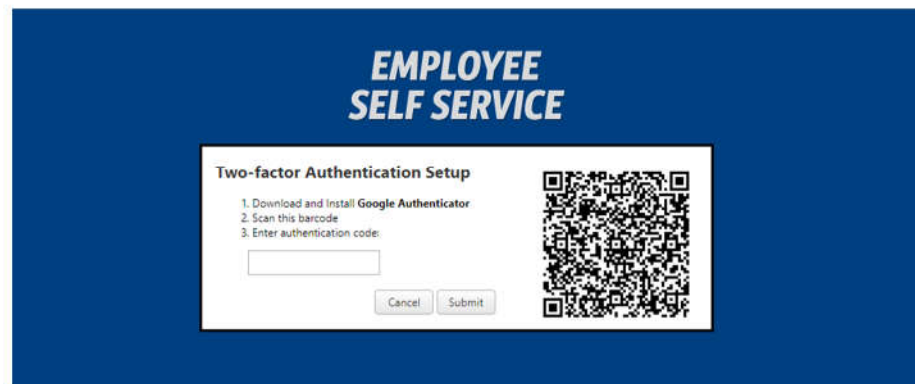 EMPLOYEE
SELF SERVICE
Two-factor Authentication Setup
1. Download and Install Google Authenticator
2. Scan this barcode
3. Enter authentication code:
Cancel Submit